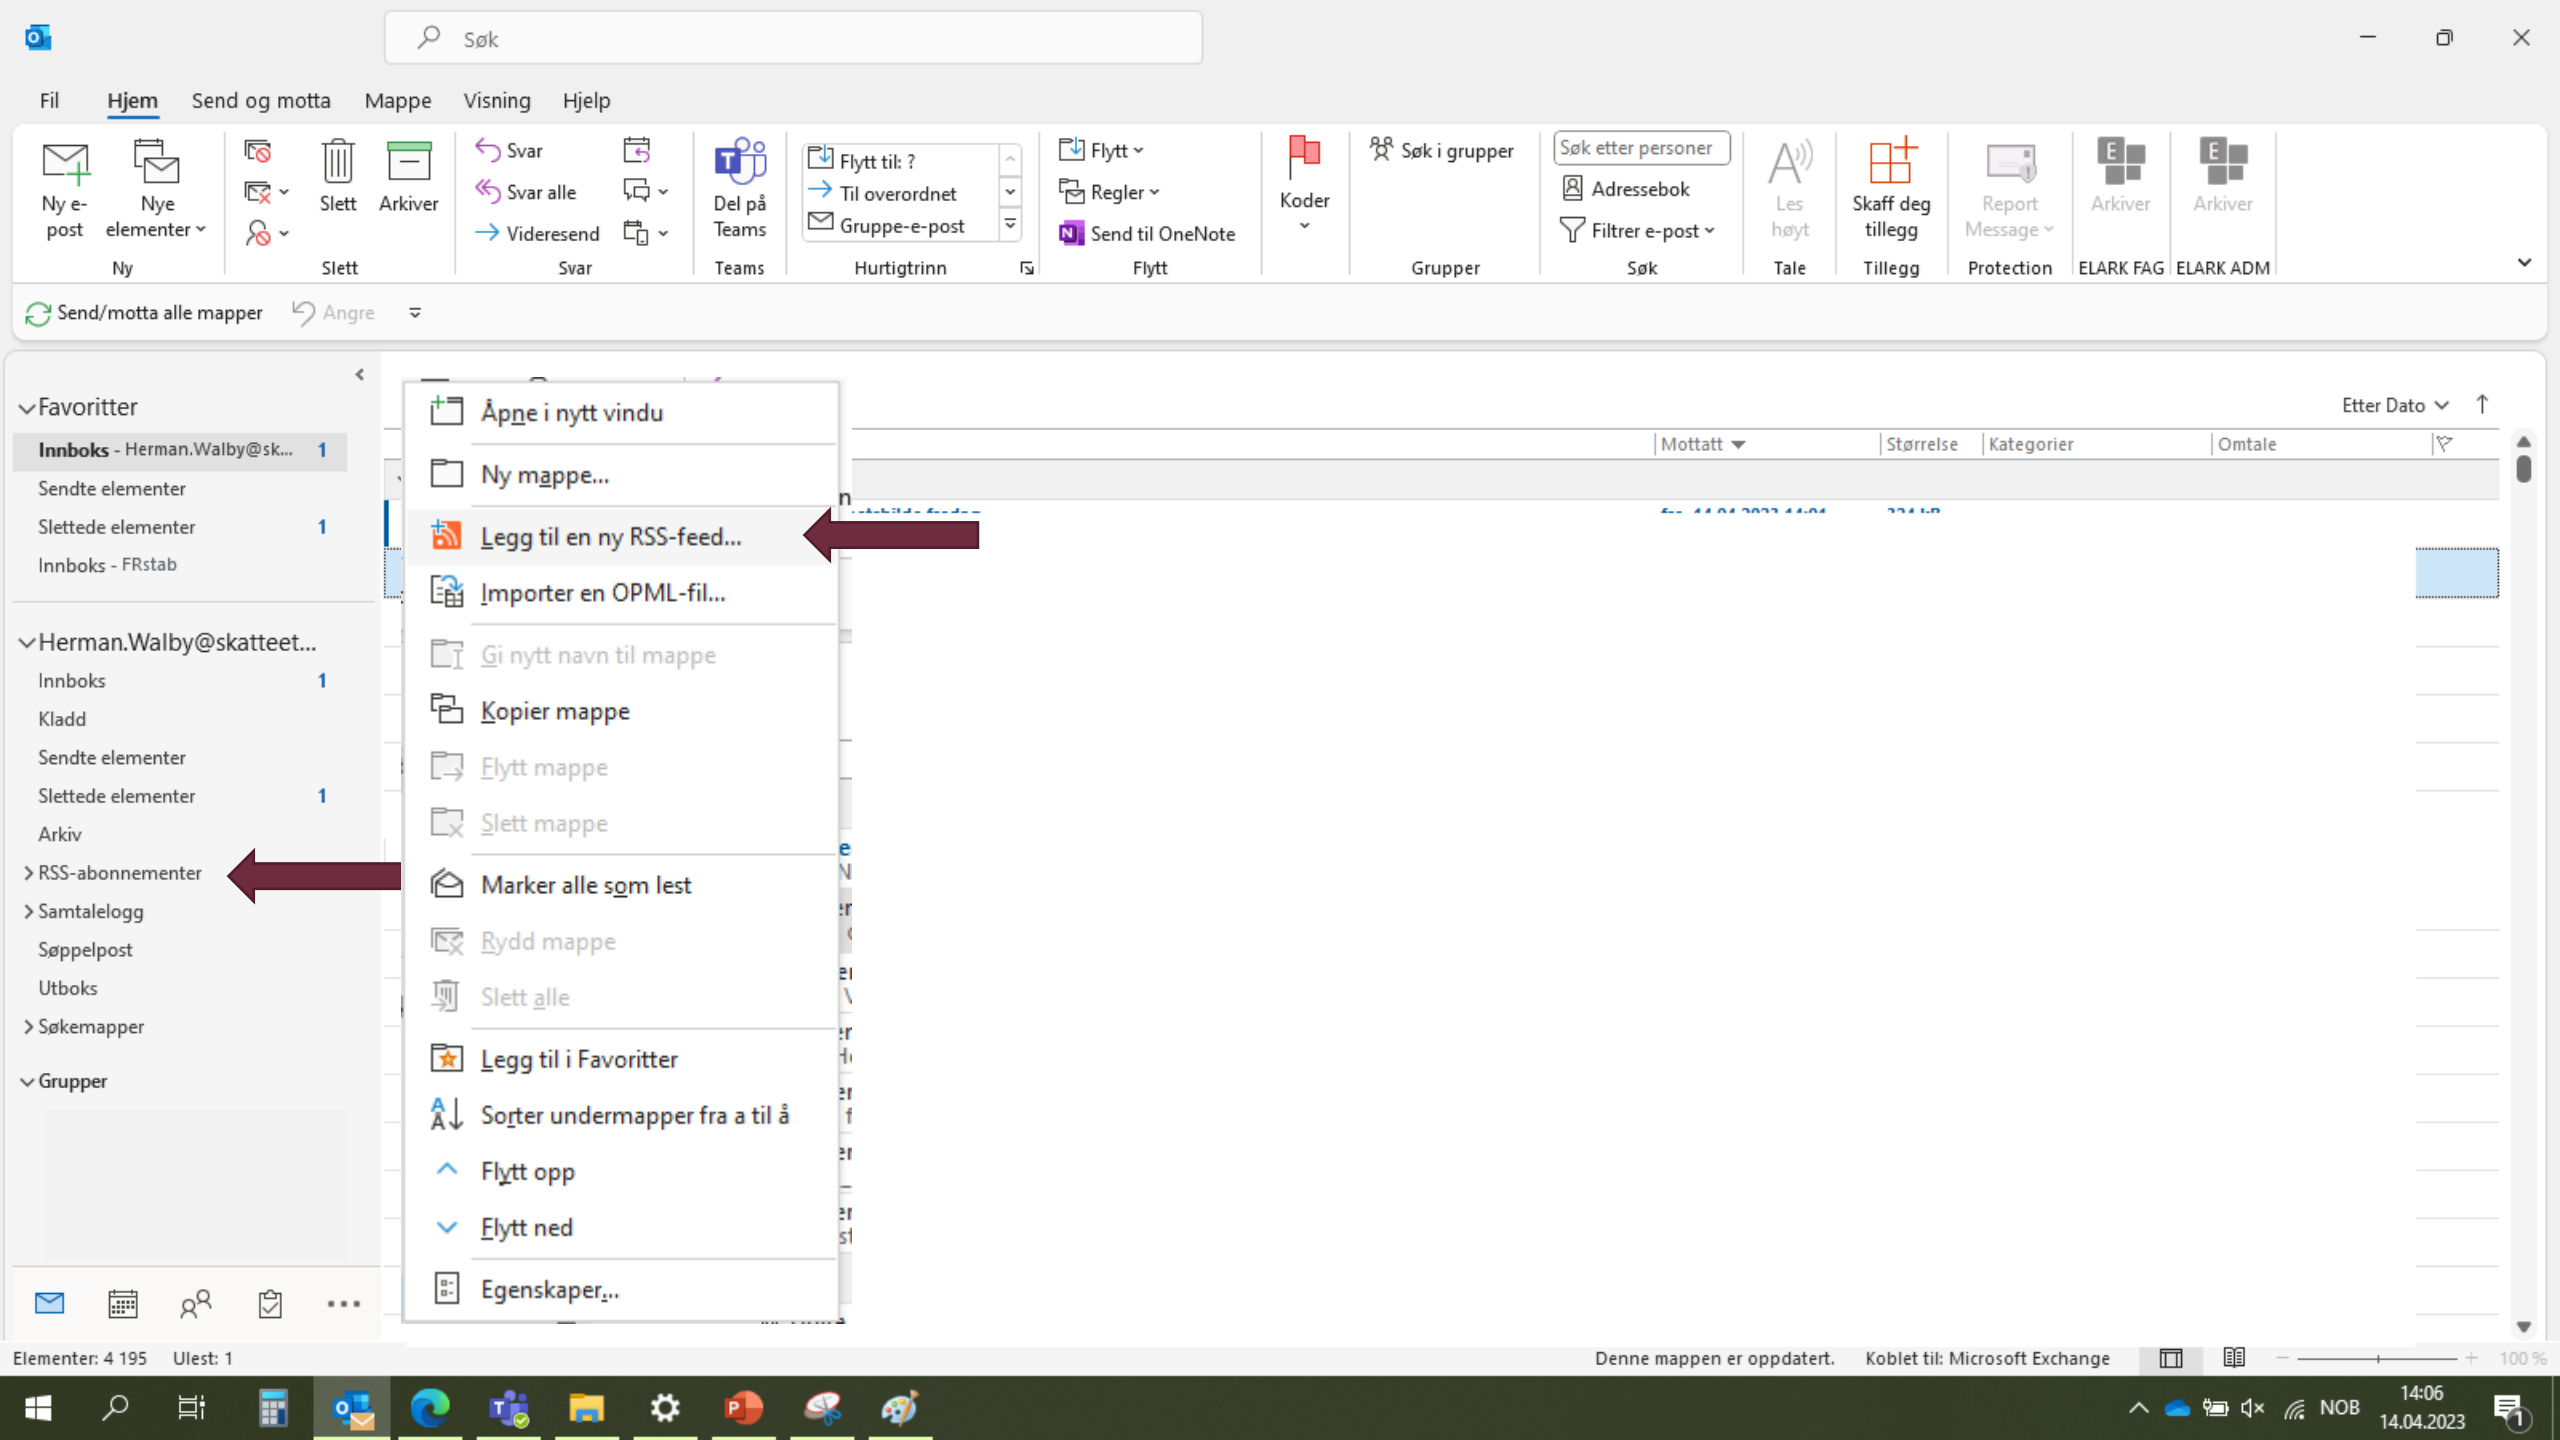 Søk
Fil Hjem Send og motta Mappe Visning Hjelp
Ny e-post
Nye elementer
Ny
Slett
Arkiver
Slett
Svar
Svar alle
Videresend
Svar
Del på Teams
Teams
Flytt til: ?
Til overordnet
Gruppe-e-post
Hurtigtrinn
Flytt
Regler
Send til OneNote
Flytt
Koder
Søk i grupper
Grupper
Søk etter personer
Adressebok
Filtrer e-post
Søk
Les høyt
Tale
Skaff deg tillegg
Tillegg
Report Message
Protection
Arkiver
ELARK FAG
Arkiver
ELARK ADM
Send/motta alle mapper Angre
Favoritter
Innboks - Herman.Walby@sk... 1
Sendte elementer
Slettede elementer 1
Innboks - FRstab
Herman.Walby@skatteet...
Innboks 1
Kladd
Sendte elementer
Slettede elementer 1
Arkiv
RSS-abonnementer
Samtalelogg
Søppelpost
Utboks
Søkemapper
Grupper
Åpne i nytt vindu
Ny mappe...
Legg til en ny RSS-feed...
Importer en OPML-fil...
Gi nytt navn til mappe
Kopier mappe
Flytt mappe
Slett mappe
Marker alle som lest
Rydd mappe
Slett alle
Legg til i Favoritter
Sorter undermapper fra a til å
Flytt opp
Flytt ned
Egenskaper...
Etter Dato
Mottatt Størrelse Kategorier Omtale
Elementer: 4 195 Ulest: 1
Denne mappen er oppdatert. Koblet til: Microsoft Exchange 100 %
NOB
14:06
14.04.2023
1